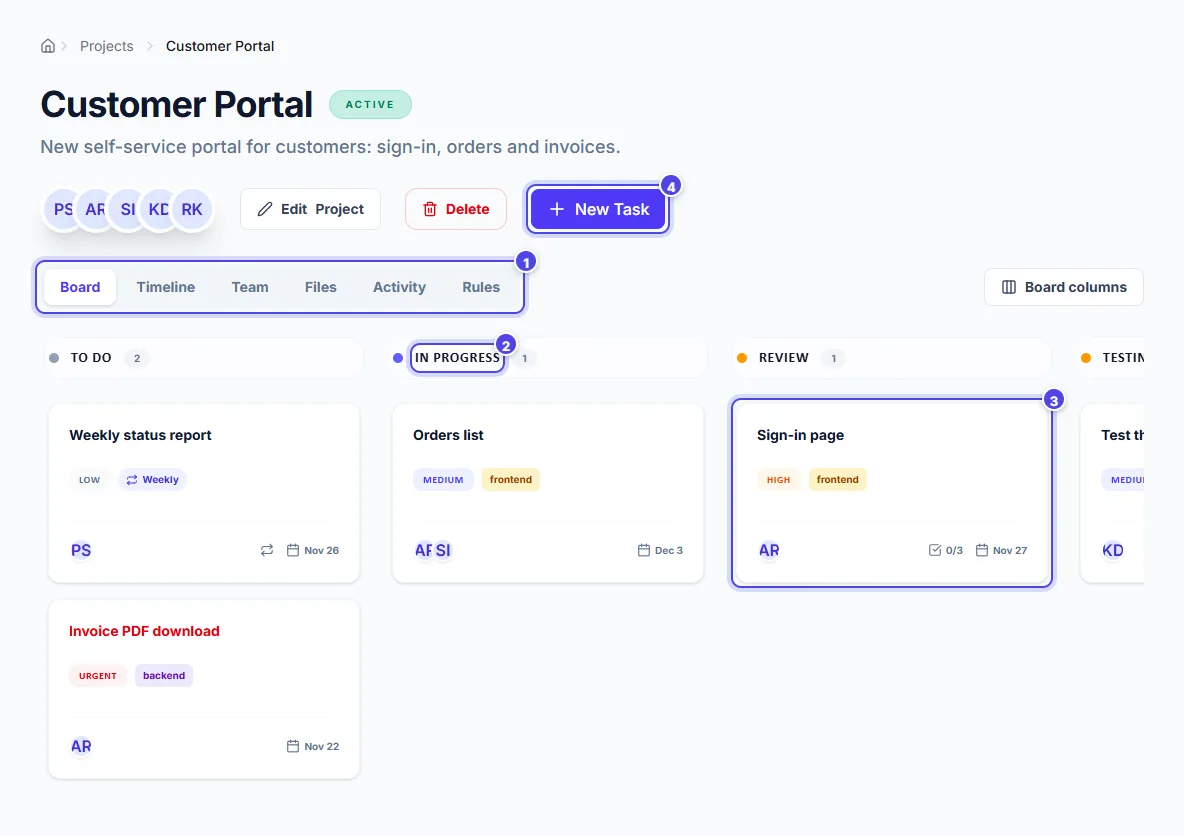 Projects Customer Portal
Customer Portal ACTIVE
New self-service portal for customers: sign-in, orders and invoices.
PS AR SI KD RK Edit Project Delete New Task 4
Board Timeline Team Files Activity Rules 1 Board columns
TO DO 2
Weekly status report
LOW Weekly
PS Nov 26
Invoice PDF download
URGENT backend
AR Nov 22
IN PROGRESS 2 1
Orders list
MEDIUM frontend
AR SI Dec 3
REVIEW 1
3
Sign-in page
HIGH frontend
AR 0/3 Nov 27
TESTIN
Test th
MEDIU
KD